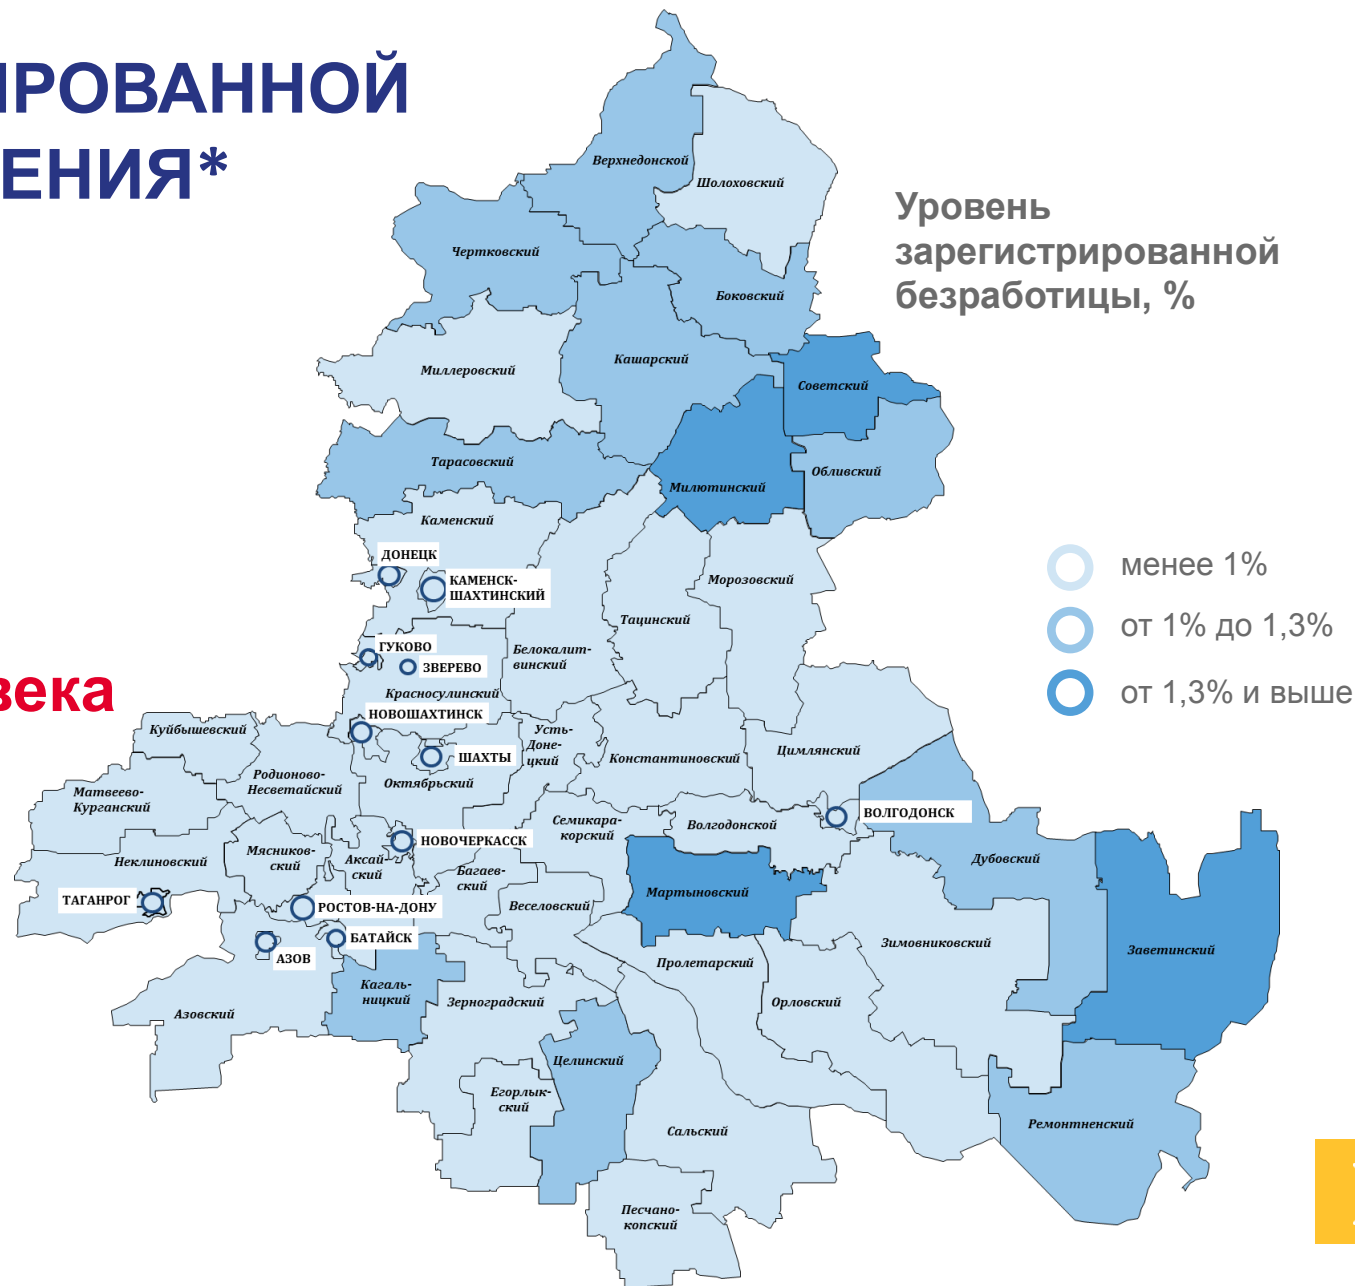 ИРОВАННОЙ
ЕНИЯ*
Уровень
зарегистрированной
безработицы, %
Верхнедонской
Шолоховский
Чертковский
Боковский
Кашарский
Миллеровский
Советский
Тарасовский
Милютинский
Обливский
Каменский
ДОНЕЦК
КАМЕНСК-
ШАХТИНСКИЙ
Морозовский
Тацинский
менее 1%
от 1% до 1,3%
от 1,3% и выше
ГУКОВО
ЗВЕРЕВО
Белокалит-
винский
Красносулинский
века
НОВОШАХТИНСК
Куйбышевский
ШАХТЫ
Усть-
Доне-
цкий
Константиновский
Цимлянский
Родионово-
Несветайский
Октябрьский
Матвеево-
Курганский
Семикара-
корский
Волгодонской
ВОЛГОДОНСК
НОВОЧЕРКАССК
Неклиновский
Мясников-
ский
Аксай-
ский
Багаев-
ский
Дубовский
Мартыновский
ТАГАНРОГ
РОСТОВ-НА-ДОНУ
Веселовский
БАТАЙСК
АЗОВ
Зимовниковский
Заветинский
Пролетарский
Кагаль-
ницкий
Зерноградский
Орловский
Азовский
Целинский
Егорлык-
ский
Сальский
Ремонтненский
Песчано-
копский